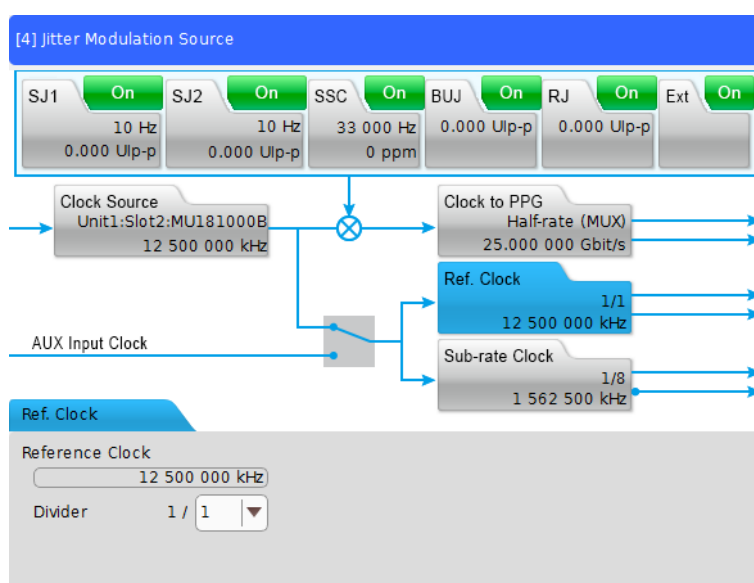 [4] Jitter Modulation Source
SJ1 On SJ2 On SSC On BUJ On RJ On Ext On
10 Hz 10 Hz 33 000 Hz 0.000 UIp-p 0.000 UIp-p
0.000 UIp-p 0.000 UIp-p 0 ppm
Clock Source
Unit1:Slot2:MU181000B
12 500 000 kHz
Clock to PPG
Half-rate (MUX)
25.000 000 Gbit/s
Ref. Clock
1/1
12 500 000 kHz
AUX Input Clock
Sub-rate Clock
1/8
1 562 500 kHz
Ref. Clock
Reference Clock
12 500 000 kHz
Divider 1 / 1